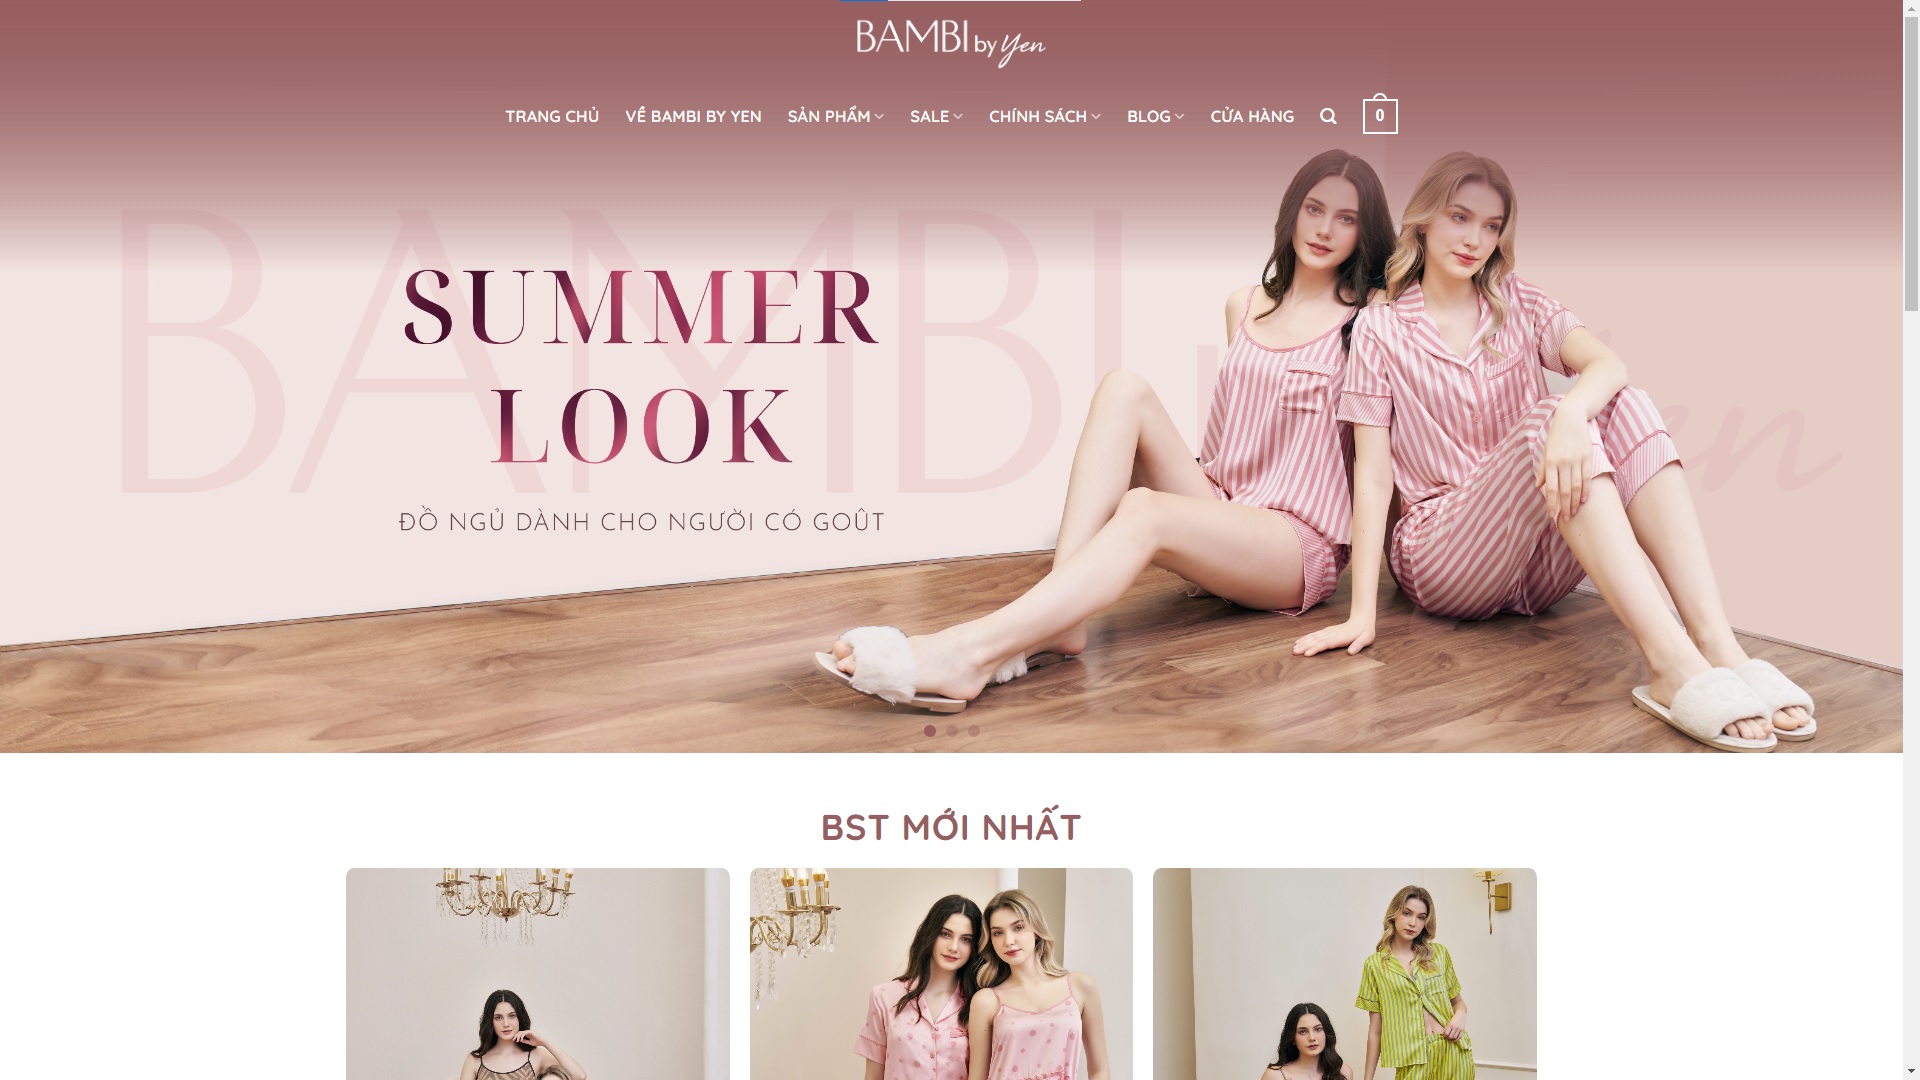 BAMBI by Yen
TRANG CHỦ VỀ BAMBI BY YEN SẢN PHẨM SALE CHÍNH SÁCH BLOG CỬA HÀNG 0
BAMBI by Yen
SUMMER
LOOK
ĐỒ NGỦ DÀNH CHO NGƯỜI CÓ GOÛT
BST MỚI NHẤT